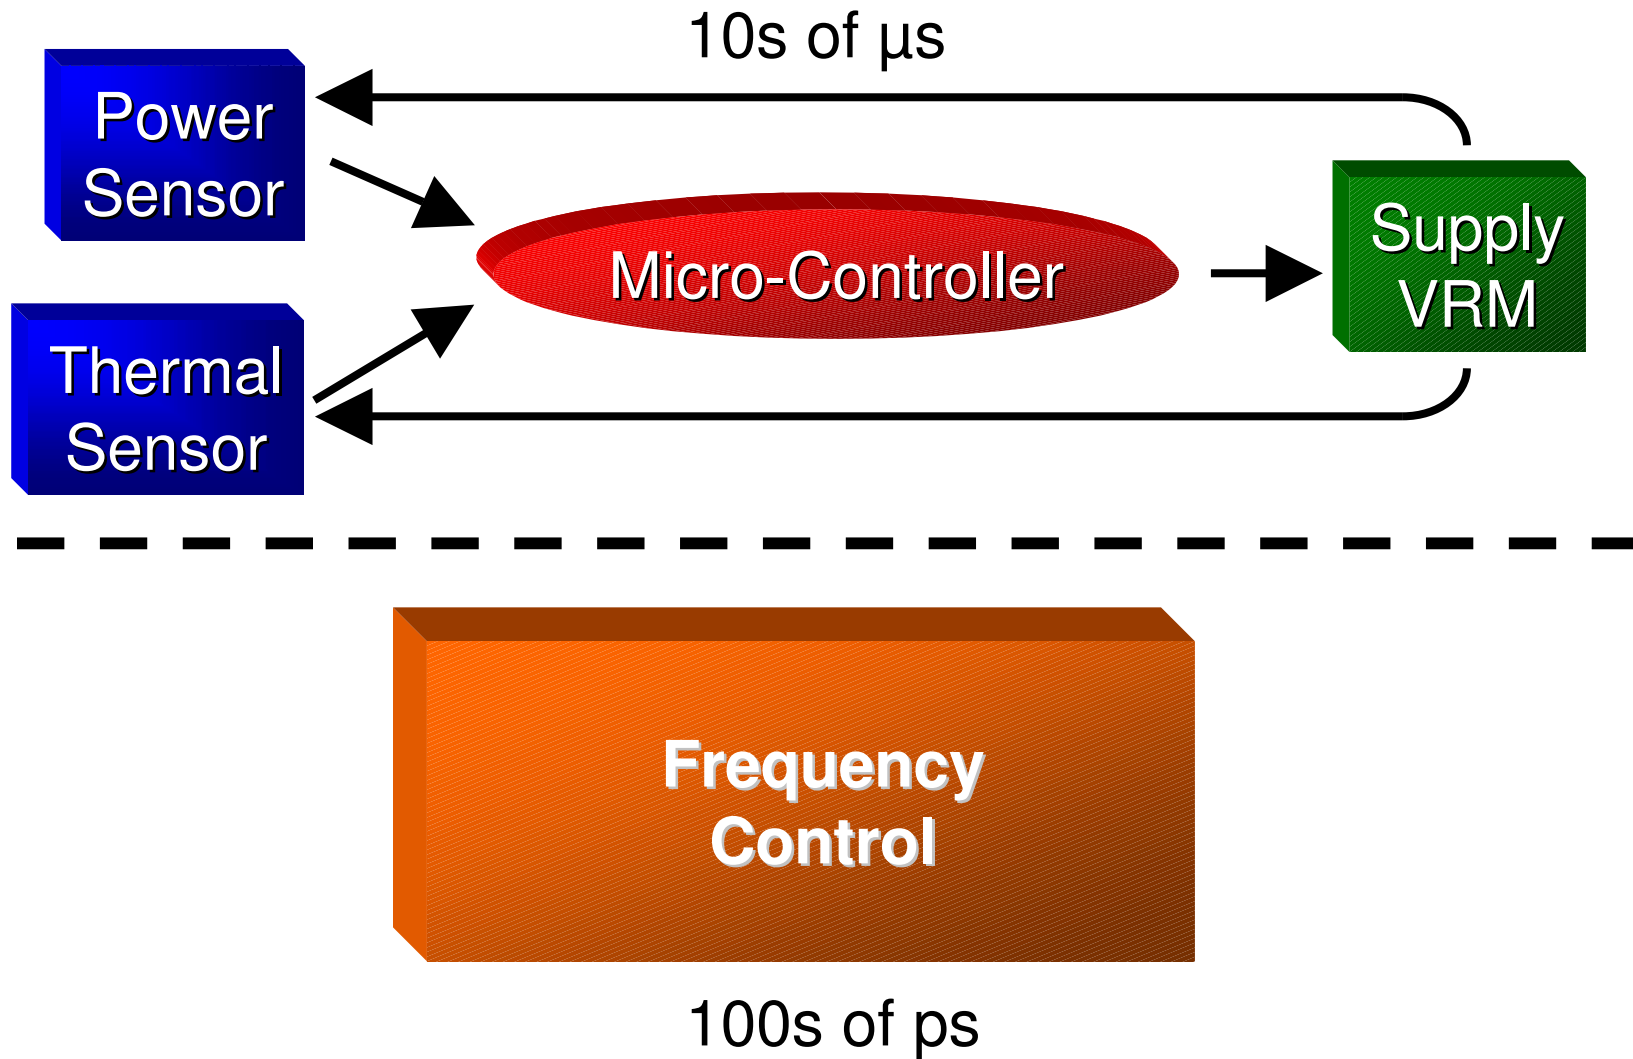 10s of µs
Power
Sensor
Micro-Controller
Supply
VRM
Thermal
Sensor
Frequency
Control
100s of ps